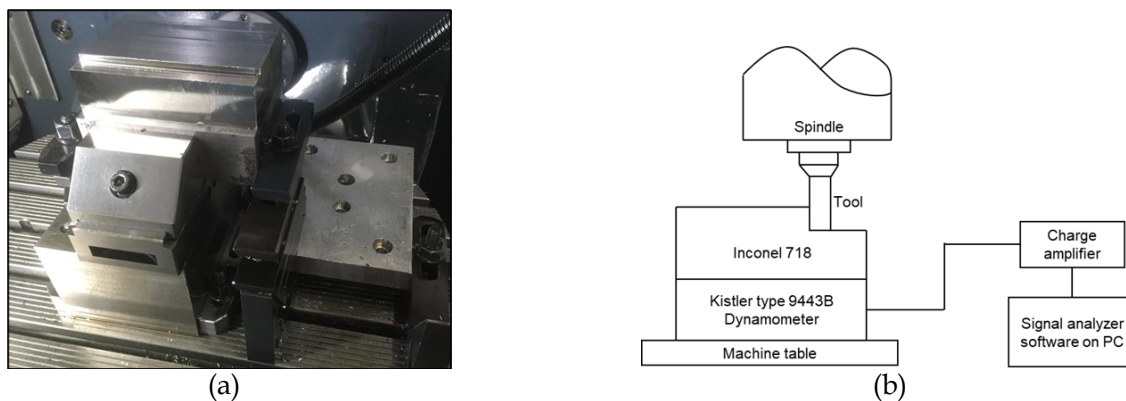 Spindle
Tool
Inconel 718
Kistler type 9443B
Dynamometer
Machine table
Charge
amplifier
Signal analyzer
software on PC
(a)
(b)